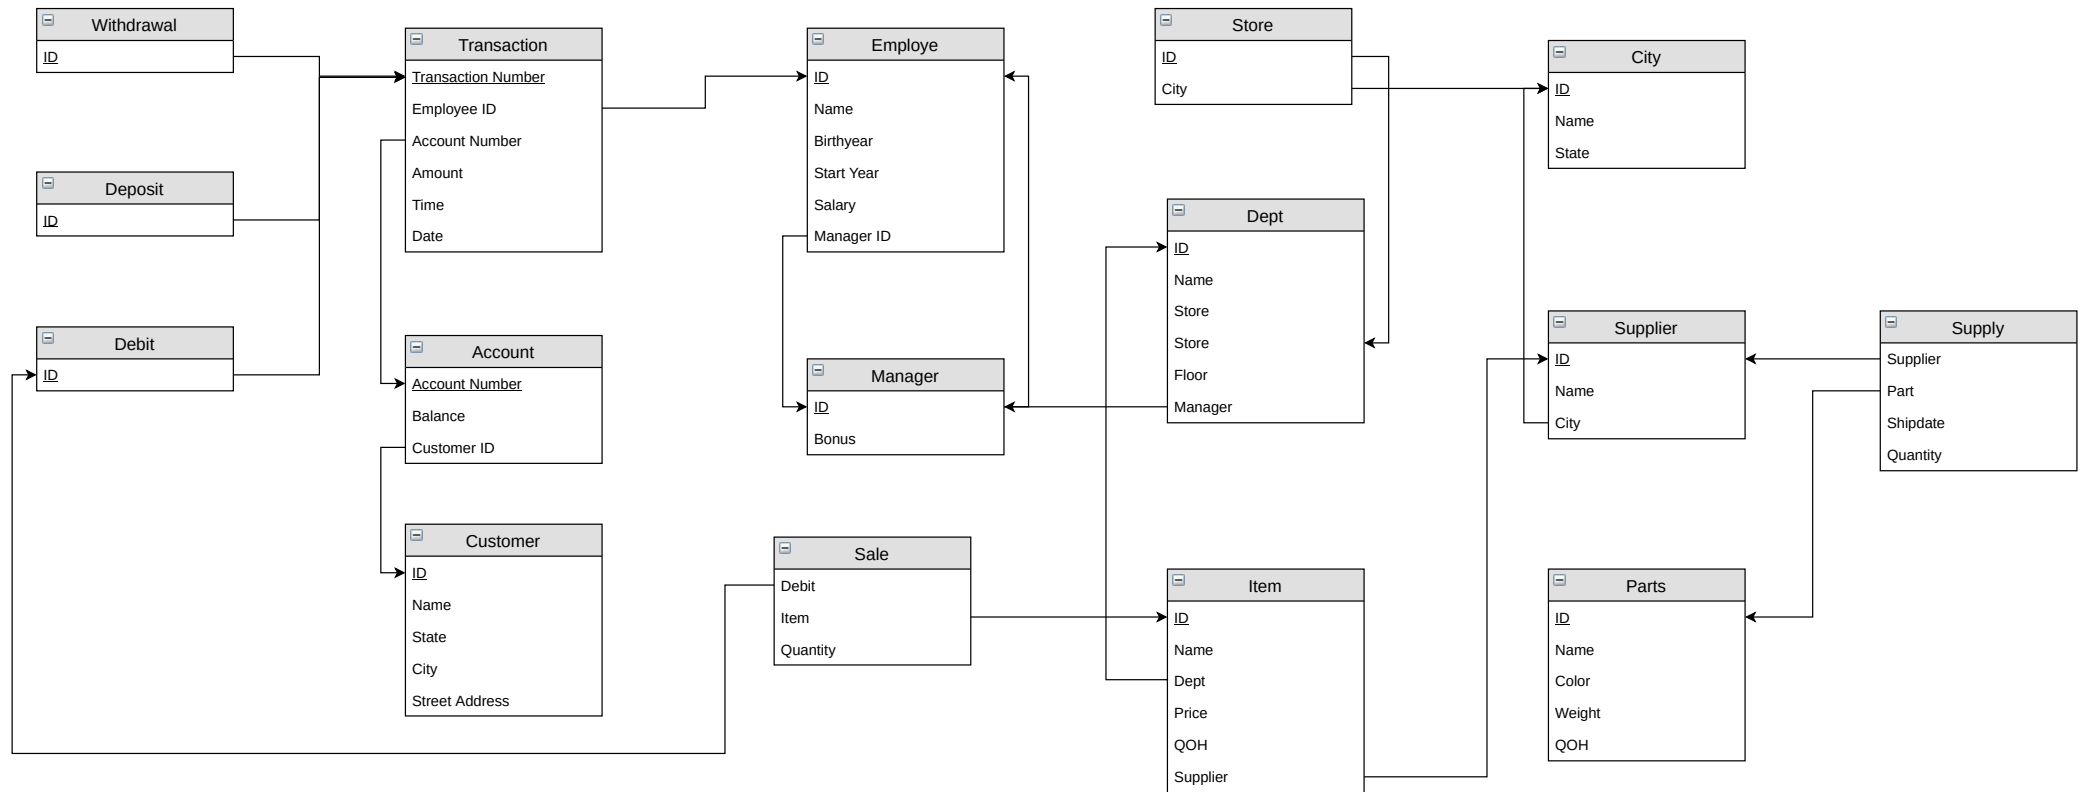 Withdrawal
ID
Deposit
ID
Debit
ID
Transaction
Transaction Number
Employee ID
Account Number
Amount
Time
Date
Account
Account Number
Balance
Customer ID
Customer
ID
Name
State
City
Street Address
Employe
ID
Name
Birthyear
Start Year
Salary
Manager ID
Manager
ID
Bonus
Sale
Debit
Item
Quantity
Store
ID
City
Dept
ID
Name
Store
Store
Floor
Manager
Item
ID
Name
Dept
Price
QOH
Supplier
City
ID
Name
State
Supplier
ID
Name
City
Parts
ID
Name
Color
Weight
QOH
Supply
Supplier
Part
Shipdate
Quantity